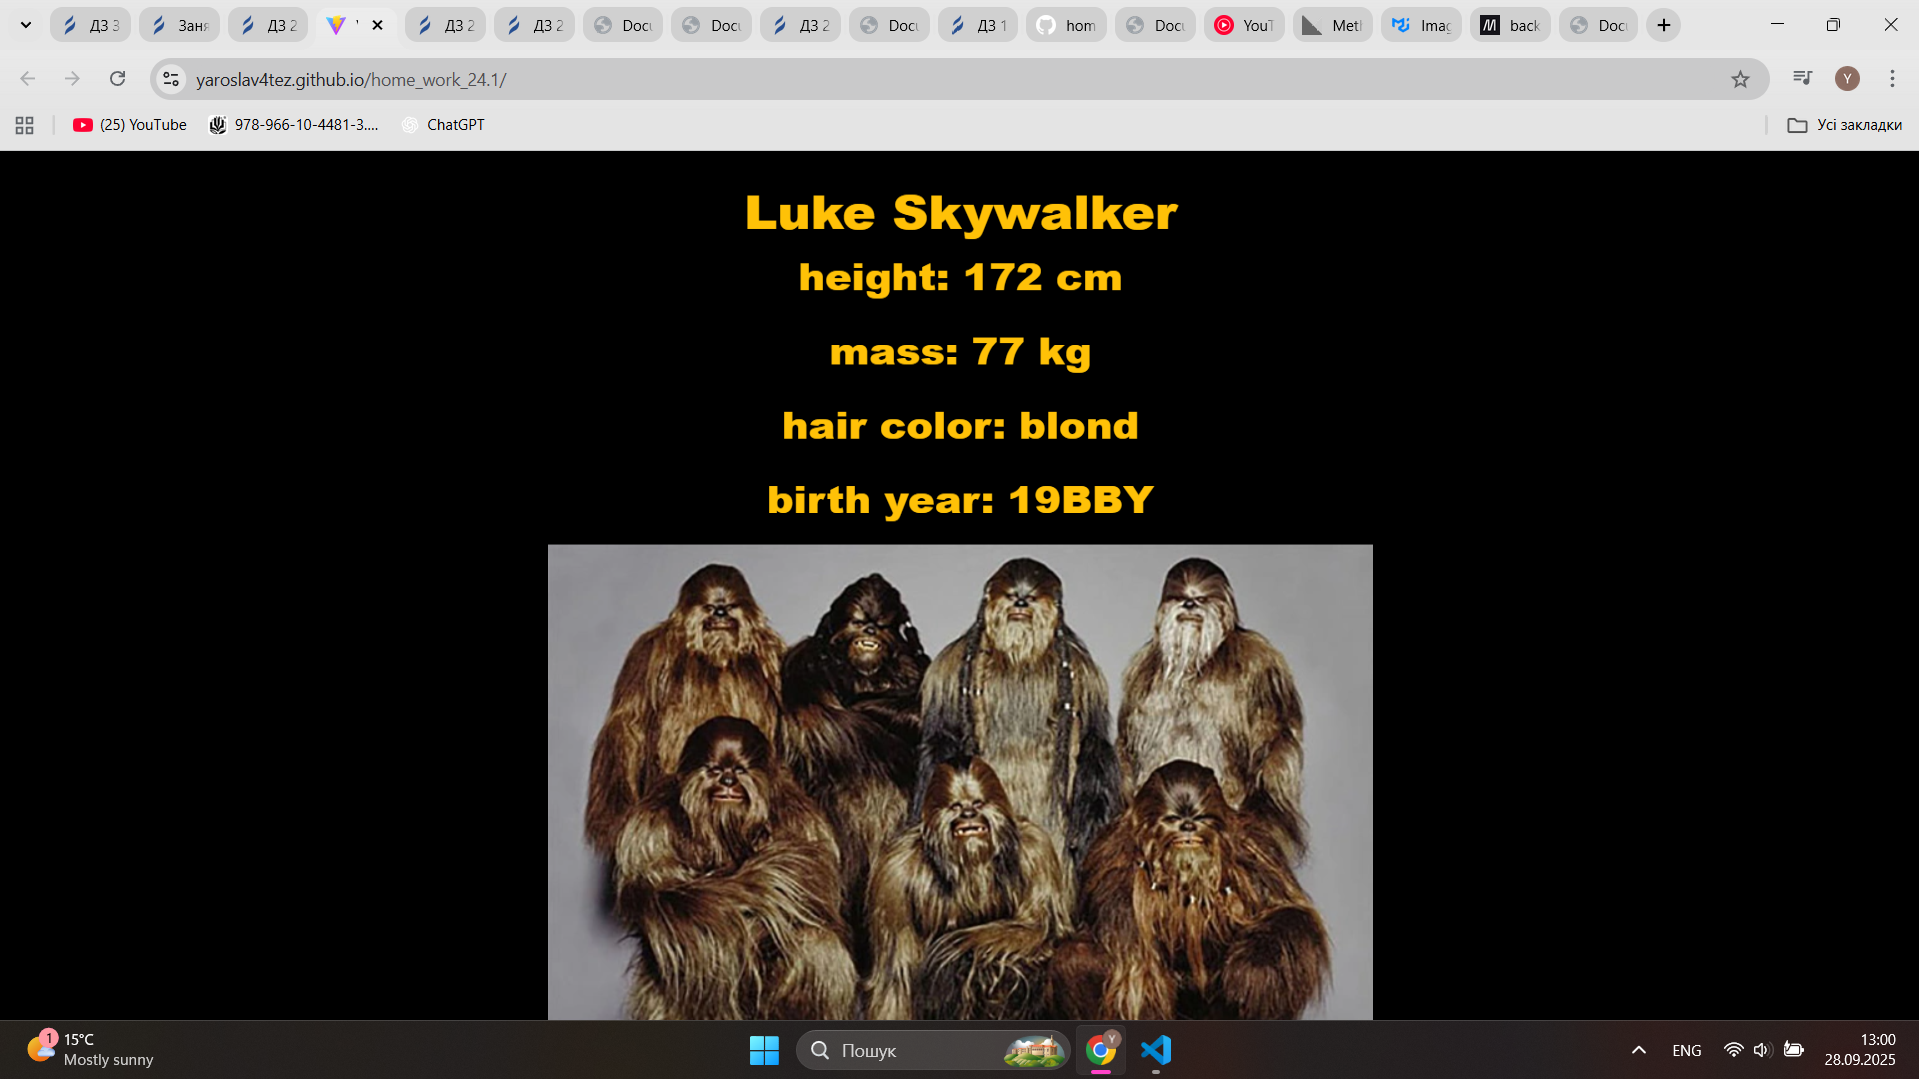 ДЗ 3
Заня
ДЗ 2
ДЗ 2
ДЗ 2
Docu
Docu
ДЗ 2
Docu
ДЗ 1
hom
Docu
YouT
Meth
Imag
back
Docu
yaroslav4tez.github.io/home_work_24.1/
Y
(25) YouTube
978-966-10-4481-3....
ChatGPT
Усі закладки
Luke Skywalker
height: 172 cm
mass: 77 kg
hair color: blond
birth year: 19BBY
1
15°C
Mostly sunny
Пошук
Y
ENG
13:00
28.09.2025